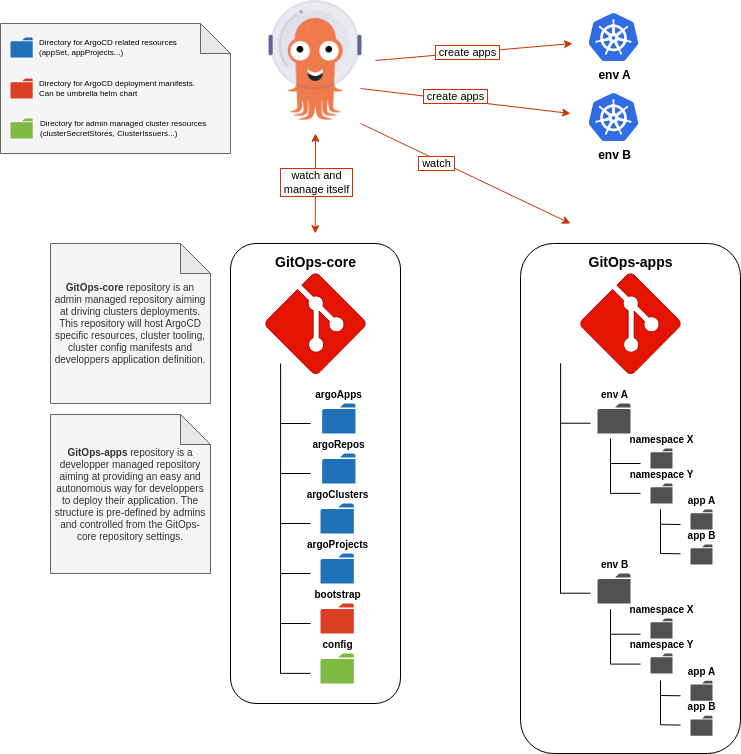 Directory for ArgoCD related resources
(appSet, appProjects...)
Directory for ArgoCD deployment manifests.
Can be umbrella helm chart
Directory for admin managed cluster resources
(clusterSecretStores, ClusterIssuers...)
create apps
env A
create apps
env B
watch
watch and
manage itself
GitOps-core repository is an
admin managed repository aiming
at driving clusters deployments.
This repository will host ArgoCD
specific resources, cluster tooling,
cluster config manifests and
developpers application definition.
GitOps-apps repository is a
developper managed repository
aiming at providing an easy and
autonomous way for developpers
to deploy their application. The
structure is pre-defined by admins
and controlled from the GitOps-
core repository settings.
GitOps-core
argoApps
argoRepos
argoClusters
argoProjects
bootstrap
config
GitOps-apps
env A
namespace X
namespace Y
app A
app B
env B
namespace X
namespace Y
app A
app B